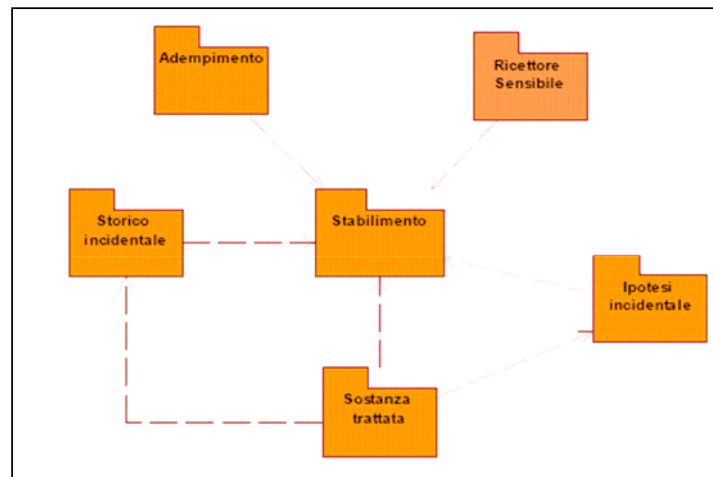 Adempimento
Ricettore
Sensibile
Storico
incidentale
Stabilimento
Ipotesi
incidentale
Sostanza
trattata